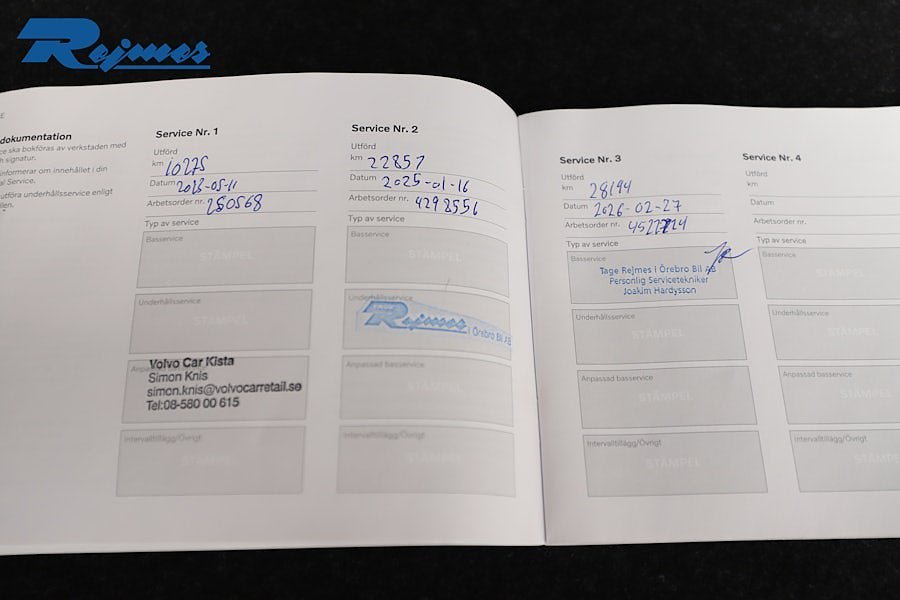 Rejmes
dokumentation
ce ska bokföras av verkstaden med
h signatur.
informerar om innehållet i din
al Service.
utföra underhållsservice enligt
llen.
Service Nr. 1
Utförd
km 10275
Datum 2023-05-11
Arbetsorder nr. 250568
Typ av service
Basservice
STÄMPEL
Underhållsservice
STÄMPEL
Volvo Car Kista
Simon Knis
simon.knis@volvocarretail.se
Tel:08-580 00 615
Intervalltillägg/Övrigt
STÄMPEL
Service Nr. 2
Utförd
km 22857
Datum 2025-01-16
Arbetsorder nr. 4298556
Typ av service
Basservice
STÄMPEL
Underhållsservice
Rejmes i Örebro Bil AB
Anpassad basservice
STÄMPEL
Intervalltillägg/Övrigt
STÄMPEL
Service Nr. 3
Utförd
km 28194
Datum 2026-02-27
Arbetsorder nr.
Typ av service
Basservice
Tage Rejmes i Örebro Bil AB
Personlig Servicetekniker
Joakim Hardysson
Underhållsservice
STÄMPEL
Anpassad basservice
STÄMPEL
Intervalltillägg/Övrigt
STÄMPEL
Service Nr. 4
Utförd
km
Datum
Arbetsorder nr.
Typ av service
Basservice
STÄMPEL
Underhållsservice
STÄMPEL
Anpassad basservice
STÄMPEL
Intervalltillägg/Övrigt
STÄMPE